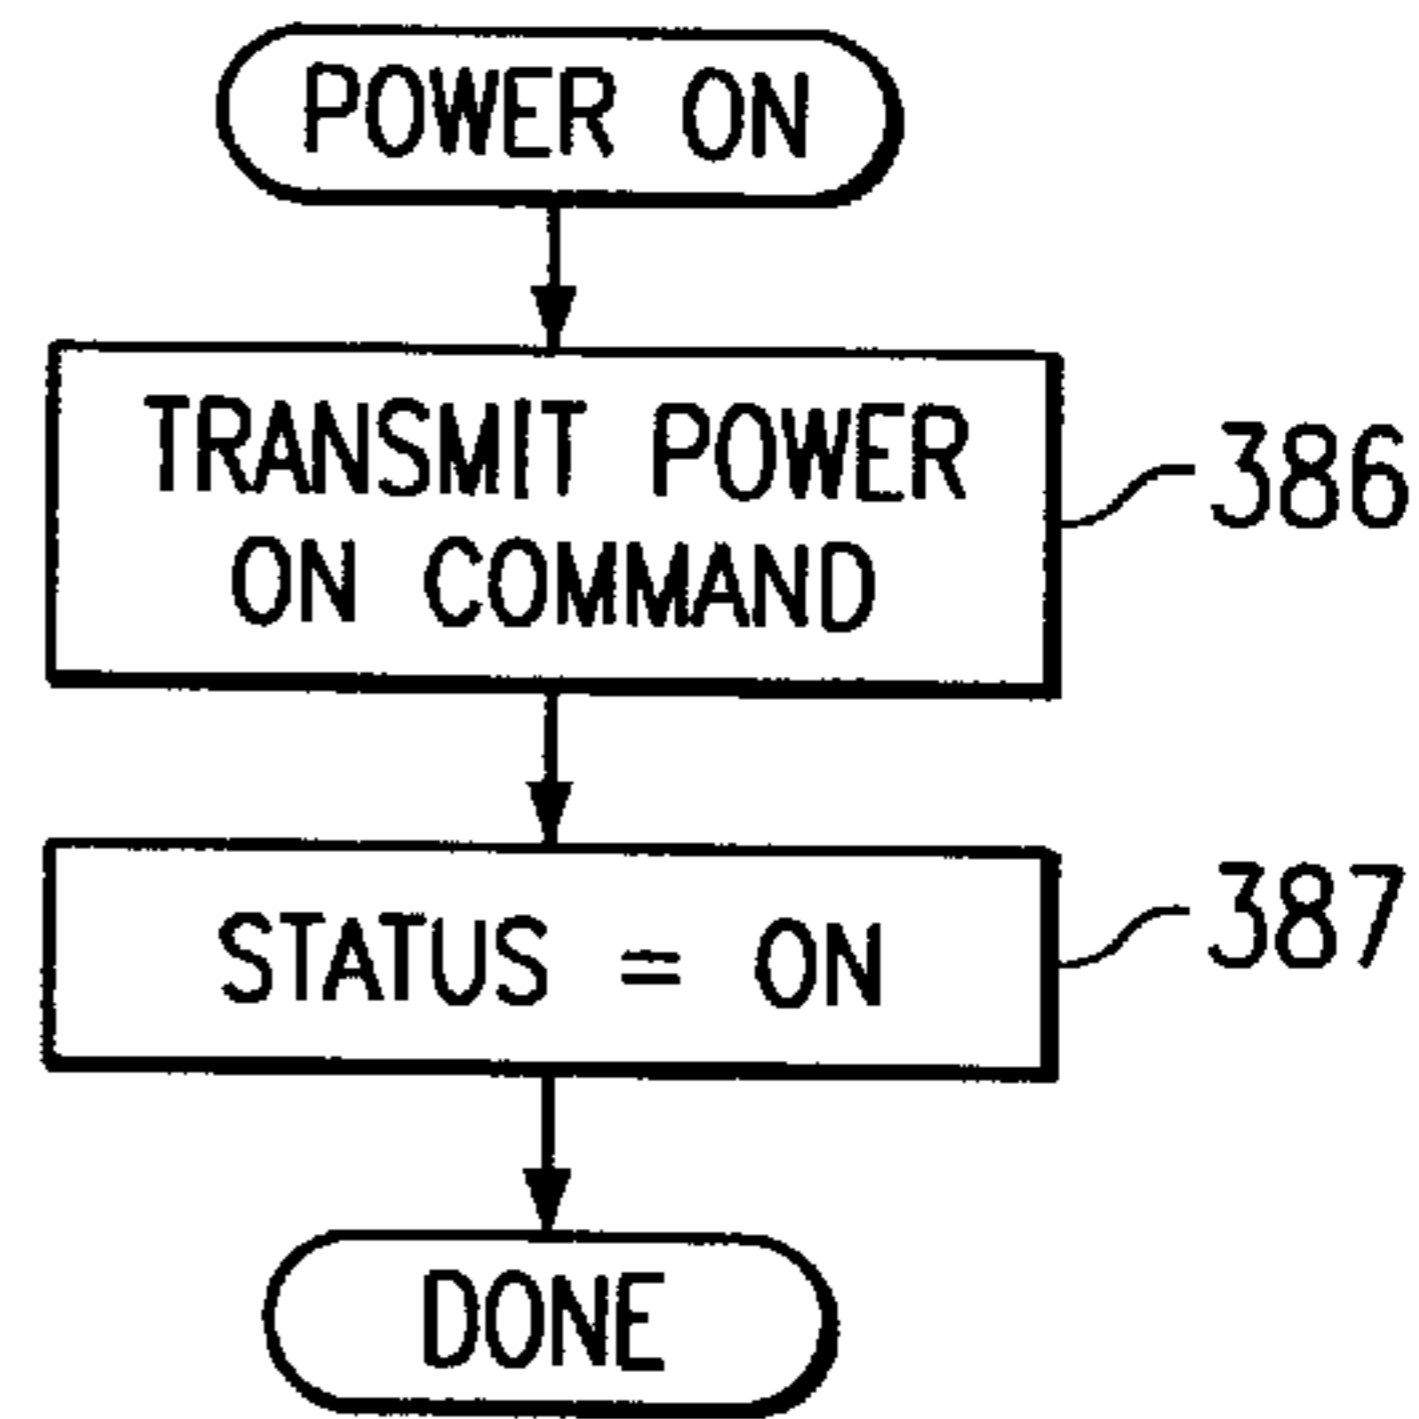 POWER ON
TRANSMIT POWER
ON COMMAND
386
STATUS = ON
387
DONE